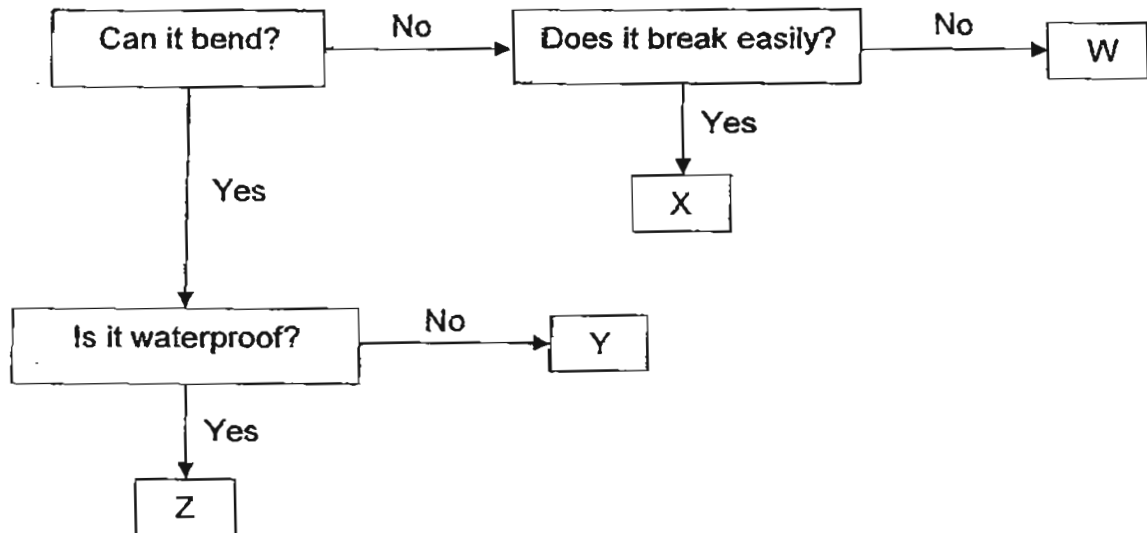 Can it bend?
No
Does it break easily?
No
W
Yes
X
Yes
Is it waterproof?
No
Y
Yes
Z